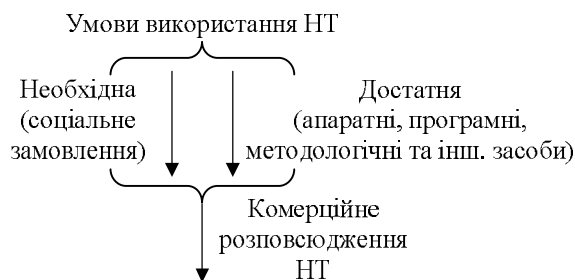 Умови використання НТ
Необхідна
(соціальне
замовлення)
Достатня
(апаратні, програмні,
методологічні та інш. засоби)
Комерційне
розповсюдження
НТ